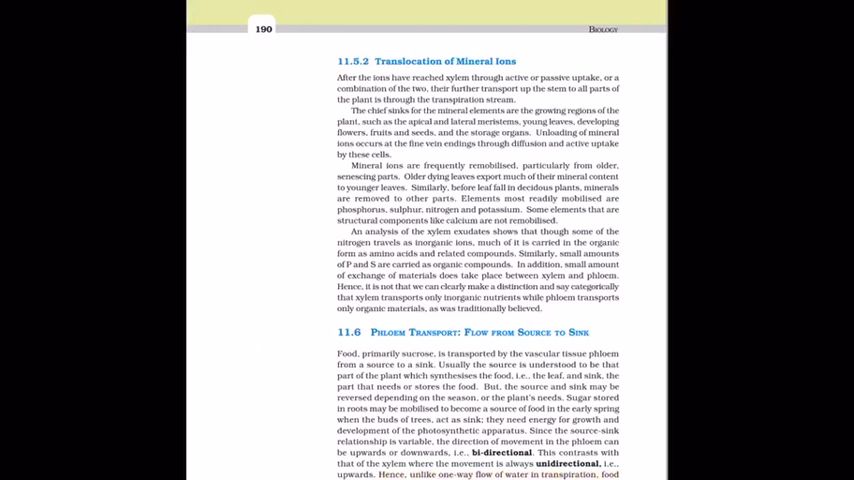 190
BIOLOGY
11.5.2 Translocation of Mineral Ions
After the ions have reached xylem through active or passive uptake, or a
combination of the two, their further transport up the stem to all parts of
the plant is through the transpiration stream.
The chief sinks for the mineral elements are the growing regions of the
plant, such as the apical and lateral meristems, young leaves, developing
flowers, fruits and seeds, and the storage organs. Unloading of mineral
ions occurs at the fine vein endings through diffusion and active uptake
by these cells.
Mineral ions are frequently remobilised, particularly from older,
senescing parts. Older dying leaves export much of their mineral content
to younger leaves. Similarly, before leaf fall in decidous plants, minerals
are removed to other parts. Elements most readily mobilised are
phosphorus, sulphur, nitrogen and potassium. Some elements that are
structural components like calcium are not remobilised.
An analysis of the xylem exudates shows that though some of the
nitrogen travels as inorganic ions, much of it is carried in the organic
form as amino acids and related compounds. Similarly, small amounts
of P and S are carried as organic compounds. In addition, small amount
of exchange of materials does take place between xylem and phloem.
Hence, it is not that we can clearly make a distinction and say categorically
that xylem transports only inorganic nutrients while phloem transports
only organic materials, as was traditionally believed.
11.6 PHLOEM TRANSPORT: FLOW FROM SOURCE TO SINK
Food, primarily sucrose, is transported by the vascular tissue phloem
from a source to a sink. Usually the source is understood to be that
part of the plant which synthesises the food, i.e., the leaf, and sink, the
part that needs or stores the food. But, the source and sink may be
reversed depending on the season, or the plant's needs. Sugar stored
in roots may be mobilised to become a source of food in the early spring
when the buds of trees, act as sink; they need energy for growth and
development of the photosynthetic apparatus. Since the source-sink
relationship is variable, the direction of movement in the phloem can
be upwards or downwards, i.e., bi-directional. This contrasts with
that of the xylem where the movement is always unidirectional, i.e.,
upwards. Hence, unlike one-way flow of water in transpiration, food